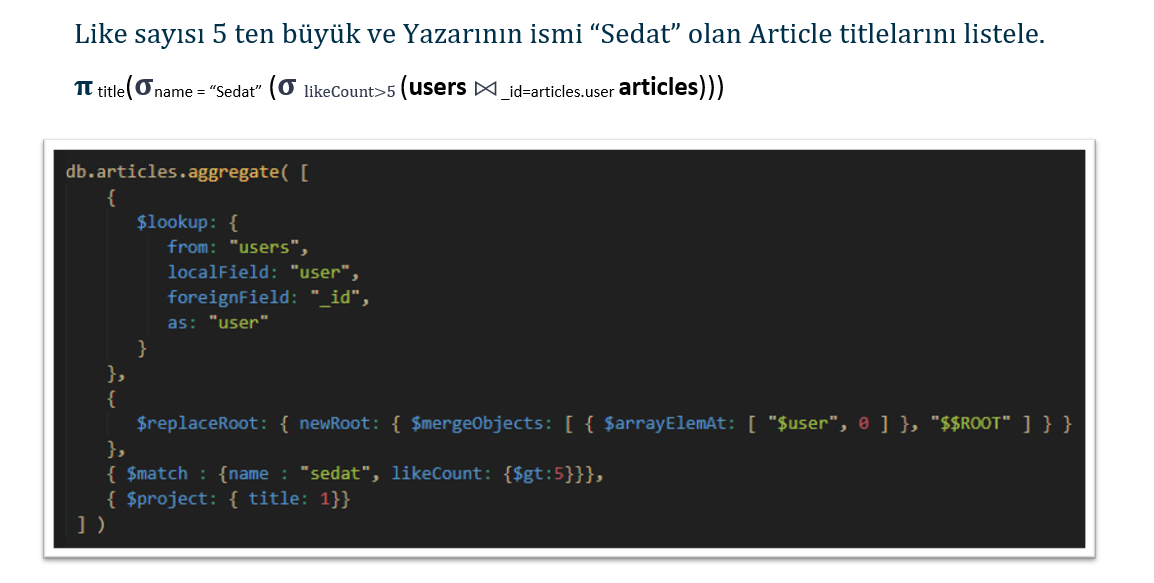 Like sayısı 5 ten büyük ve Yazarının ismi “Sedat” olan Article titlelarını listele.
π title(σ name = “Sedat” (σ likeCount>5 (users ⋈ _id=articles.user articles)))
db.articles.aggregate( [
{
$lookup: {
from: "users",
localField: "user",
foreignField: "_id",
as: "user"
}
},
{
$replaceRoot: { newRoot: { $mergeObjects: [ { $arrayElemAt: [ "$user", 0 ] }, "$$ROOT" ] } }
},
{ $match : {name : "sedat", likeCount: {$gt:5}}},
{ $project: { title: 1}}
] )